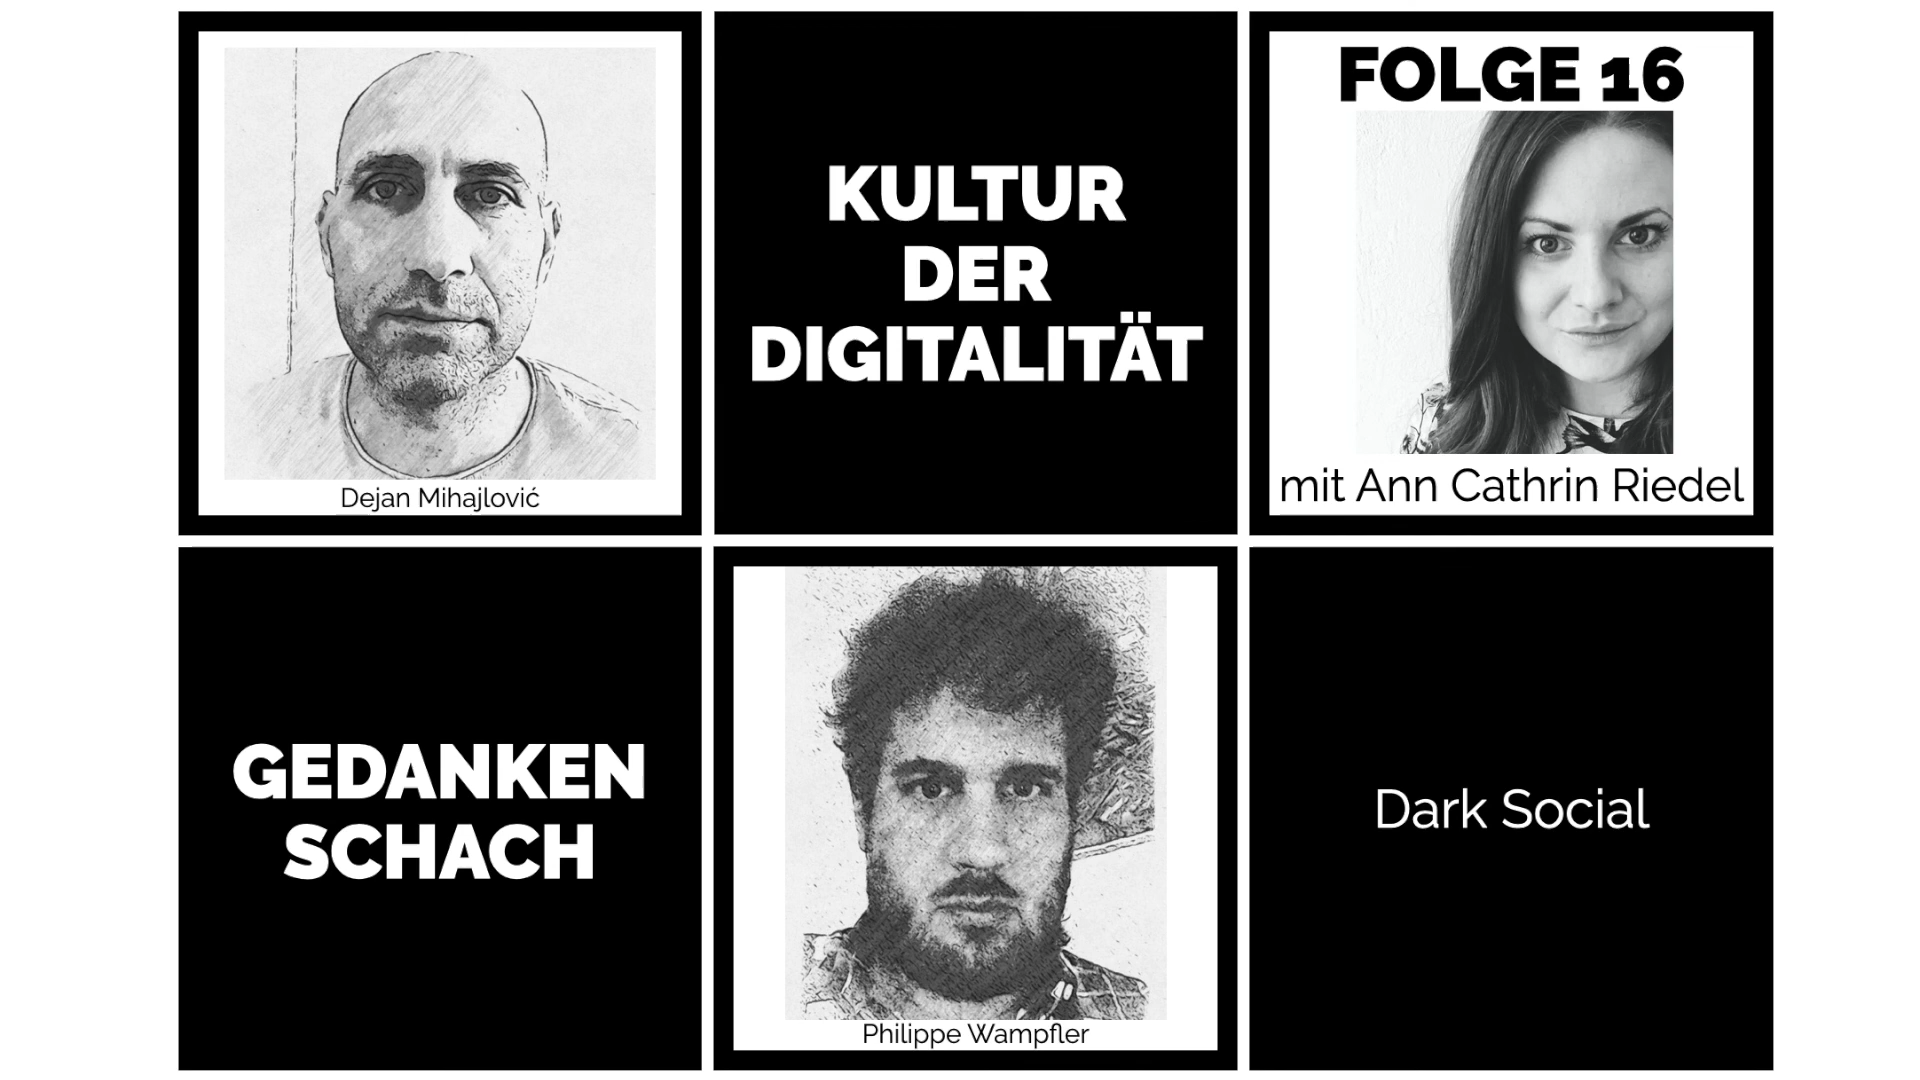 Dejan Mihajlović
KULTUR
DER
DIGITALITÄT
FOLGE 16
mit Ann Cathrin Riedel
GEDANKEN
SCHACH
Philippe Wampfler
Dark Social